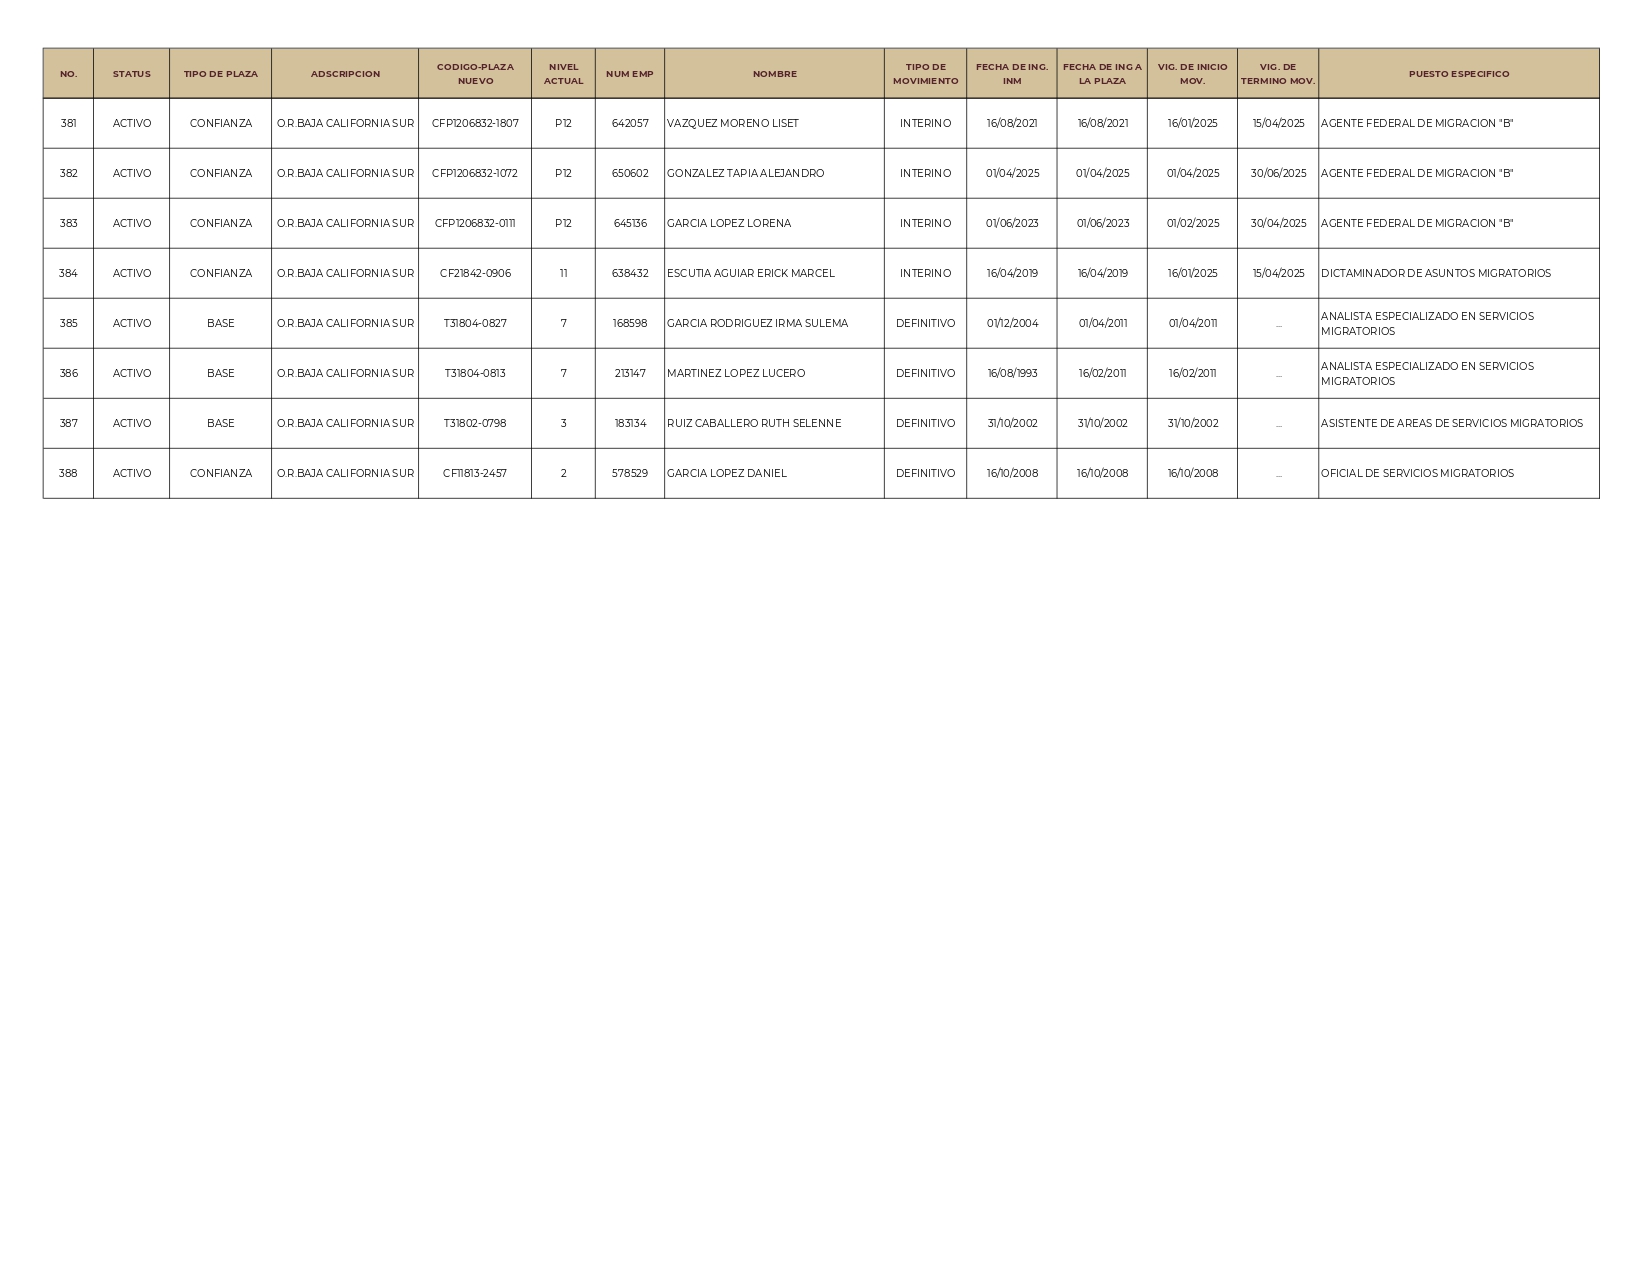 NO. STATUS TIPO DE PLAZA ADSCRIPCION CODIGO-PLAZA NUEVO NIVEL ACTUAL NUM EMP NOMBRE TIPO DE MOVIMIENTO FECHA DE ING. INM FECHA DE ING A LA PLAZA VIG. DE INICIO MOV. VIG. DE TERMINO MOV. PUESTO ESPECIFICO
381 ACTIVO CONFIANZA O.R.BAJA CALIFORNIA SUR CFP1206832-1807 P12 642057 VAZQUEZ MORENO LISET INTERINO 16/08/2021 16/08/2021 16/01/2025 15/04/2025 AGENTE FEDERAL DE MIGRACION "B"
382 ACTIVO CONFIANZA O.R.BAJA CALIFORNIA SUR CFP1206832-1072 P12 650602 GONZALEZ TAPIA ALEJANDRO INTERINO 01/04/2025 01/04/2025 01/04/2025 30/06/2025 AGENTE FEDERAL DE MIGRACION "B"
383 ACTIVO CONFIANZA O.R.BAJA CALIFORNIA SUR CFP1206832-0111 P12 645136 GARCIA LOPEZ LORENA INTERINO 01/06/2023 01/06/2023 01/02/2025 30/04/2025 AGENTE FEDERAL DE MIGRACION "B"
384 ACTIVO CONFIANZA O.R.BAJA CALIFORNIA SUR CF21842-0906 11 638432 ESCUTIA AGUIAR ERICK MARCEL INTERINO 16/04/2019 16/04/2019 16/01/2025 15/04/2025 DICTAMINADOR DE ASUNTOS MIGRATORIOS
385 ACTIVO BASE O.R.BAJA CALIFORNIA SUR T31804-0827 7 168598 GARCIA RODRIGUEZ IRMA SULEMA DEFINITIVO 01/12/2004 01/04/2011 01/04/2011 ... ANALISTA ESPECIALIZADO EN SERVICIOS MIGRATORIOS
386 ACTIVO BASE O.R.BAJA CALIFORNIA SUR T31804-0813 7 213147 MARTINEZ LOPEZ LUCERO DEFINITIVO 16/08/1993 16/02/2011 16/02/2011 ... ANALISTA ESPECIALIZADO EN SERVICIOS MIGRATORIOS
387 ACTIVO BASE O.R.BAJA CALIFORNIA SUR T31802-0798 3 183134 RUIZ CABALLERO RUTH SELENNE DEFINITIVO 31/10/2002 31/10/2002 31/10/2002 ... ASISTENTE DE AREAS DE SERVICIOS MIGRATORIOS
388 ACTIVO CONFIANZA O.R.BAJA CALIFORNIA SUR CF11813-2457 2 578529 GARCIA LOPEZ DANIEL DEFINITIVO 16/10/2008 16/10/2008 16/10/2008 ... OFICIAL DE SERVICIOS MIGRATORIOS